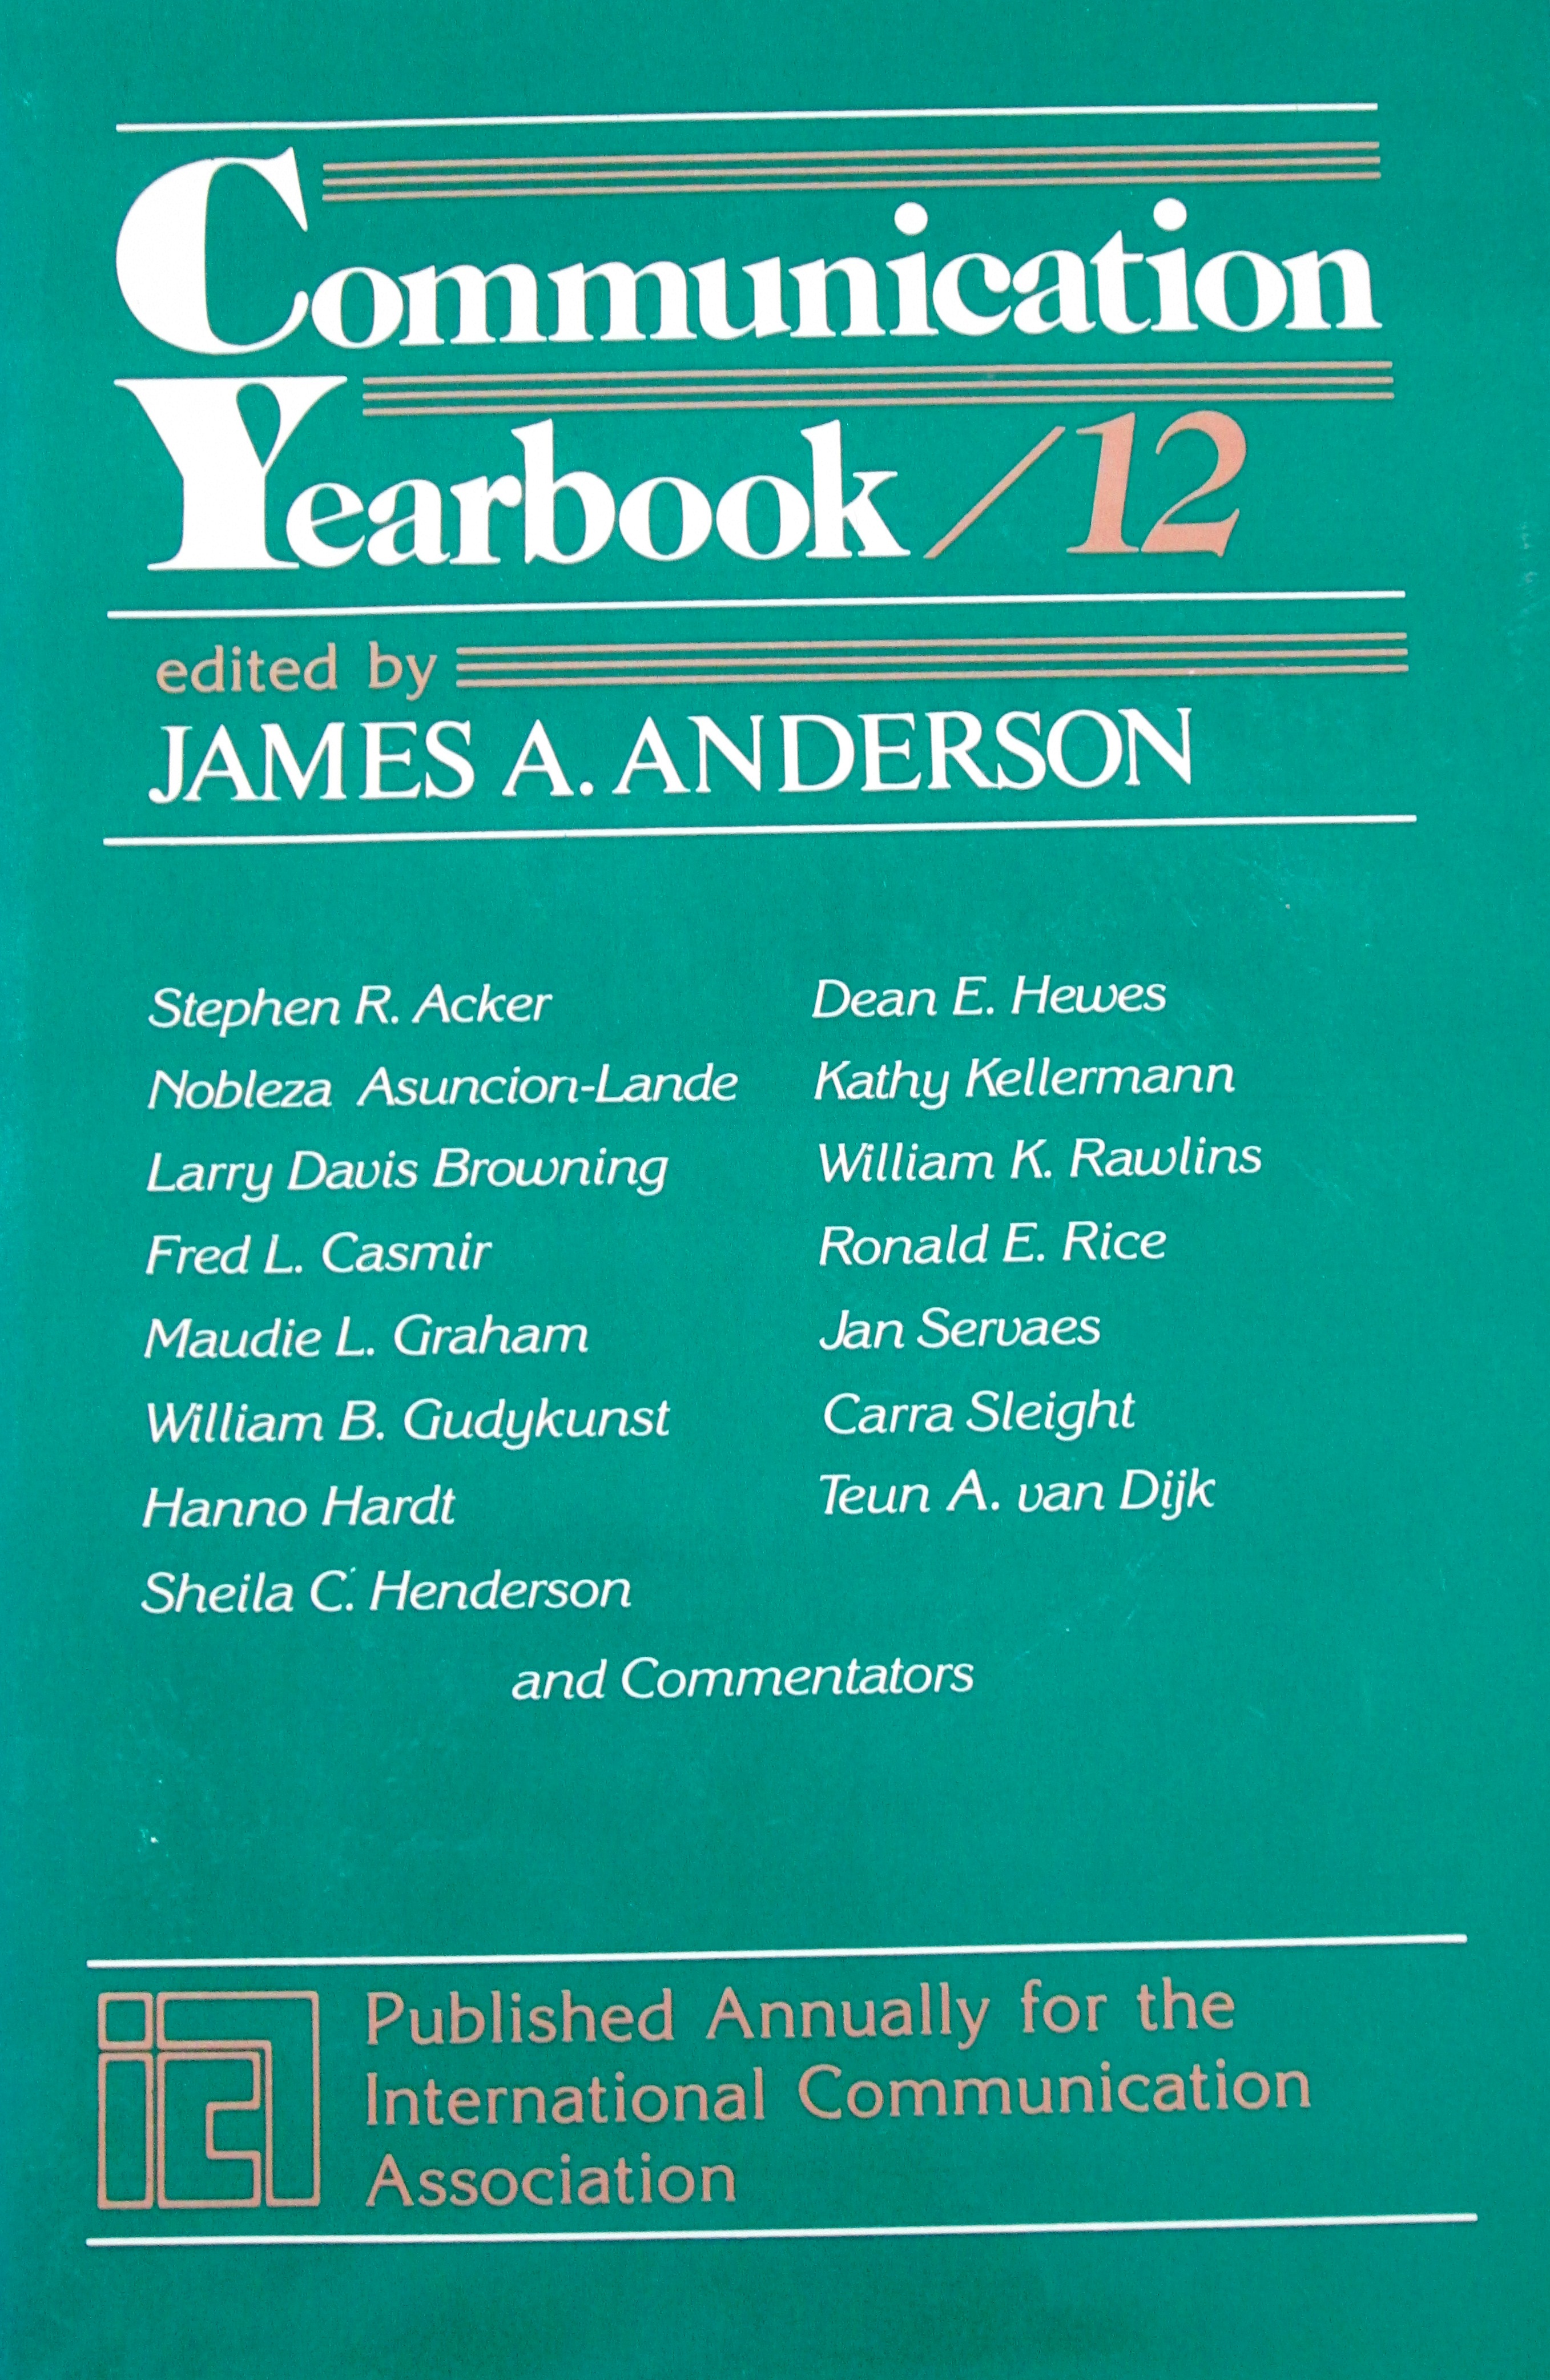 Communication
Yearbook/12
edited by
JAMES A. ANDERSON
Stephen R. Acker
Nobleza Asuncion-Lande
Larry Davis Browning
Fred L. Casmir
Maudie L. Graham
William B. Gudykunst
Hanno Hardt
Sheila C. Henderson
Dean E. Hewes
Kathy Kellermann
William K. Rawlins
Ronald E. Rice
Jan Servaes
Carra Sleight
Teun A. van Dijk
and Commentators
ica
Published Annually for the
International Communication
Association